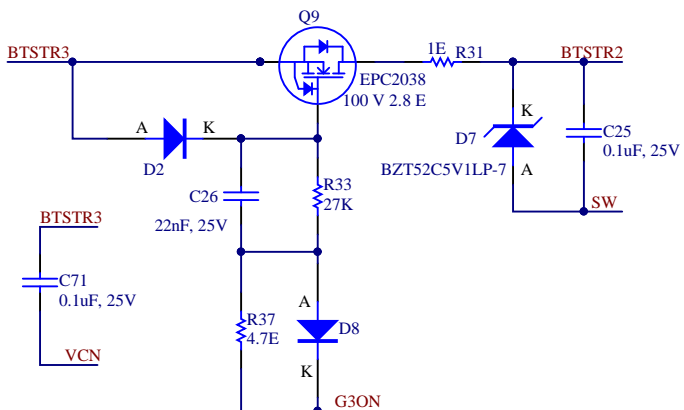 Q9
BTSTR3
1E R31
BTSTR2
EPC2038
100 V 2.8 E
A
K
D2
K
D7
C25
0.1uF, 25V
BZT52C5V1LP-7
A
C26
22nF, 25V
R33
27K
SW
BTSTR3
C71
0.1uF, 25V
A
R37
4.7E
D8
VCN
K
G3ON